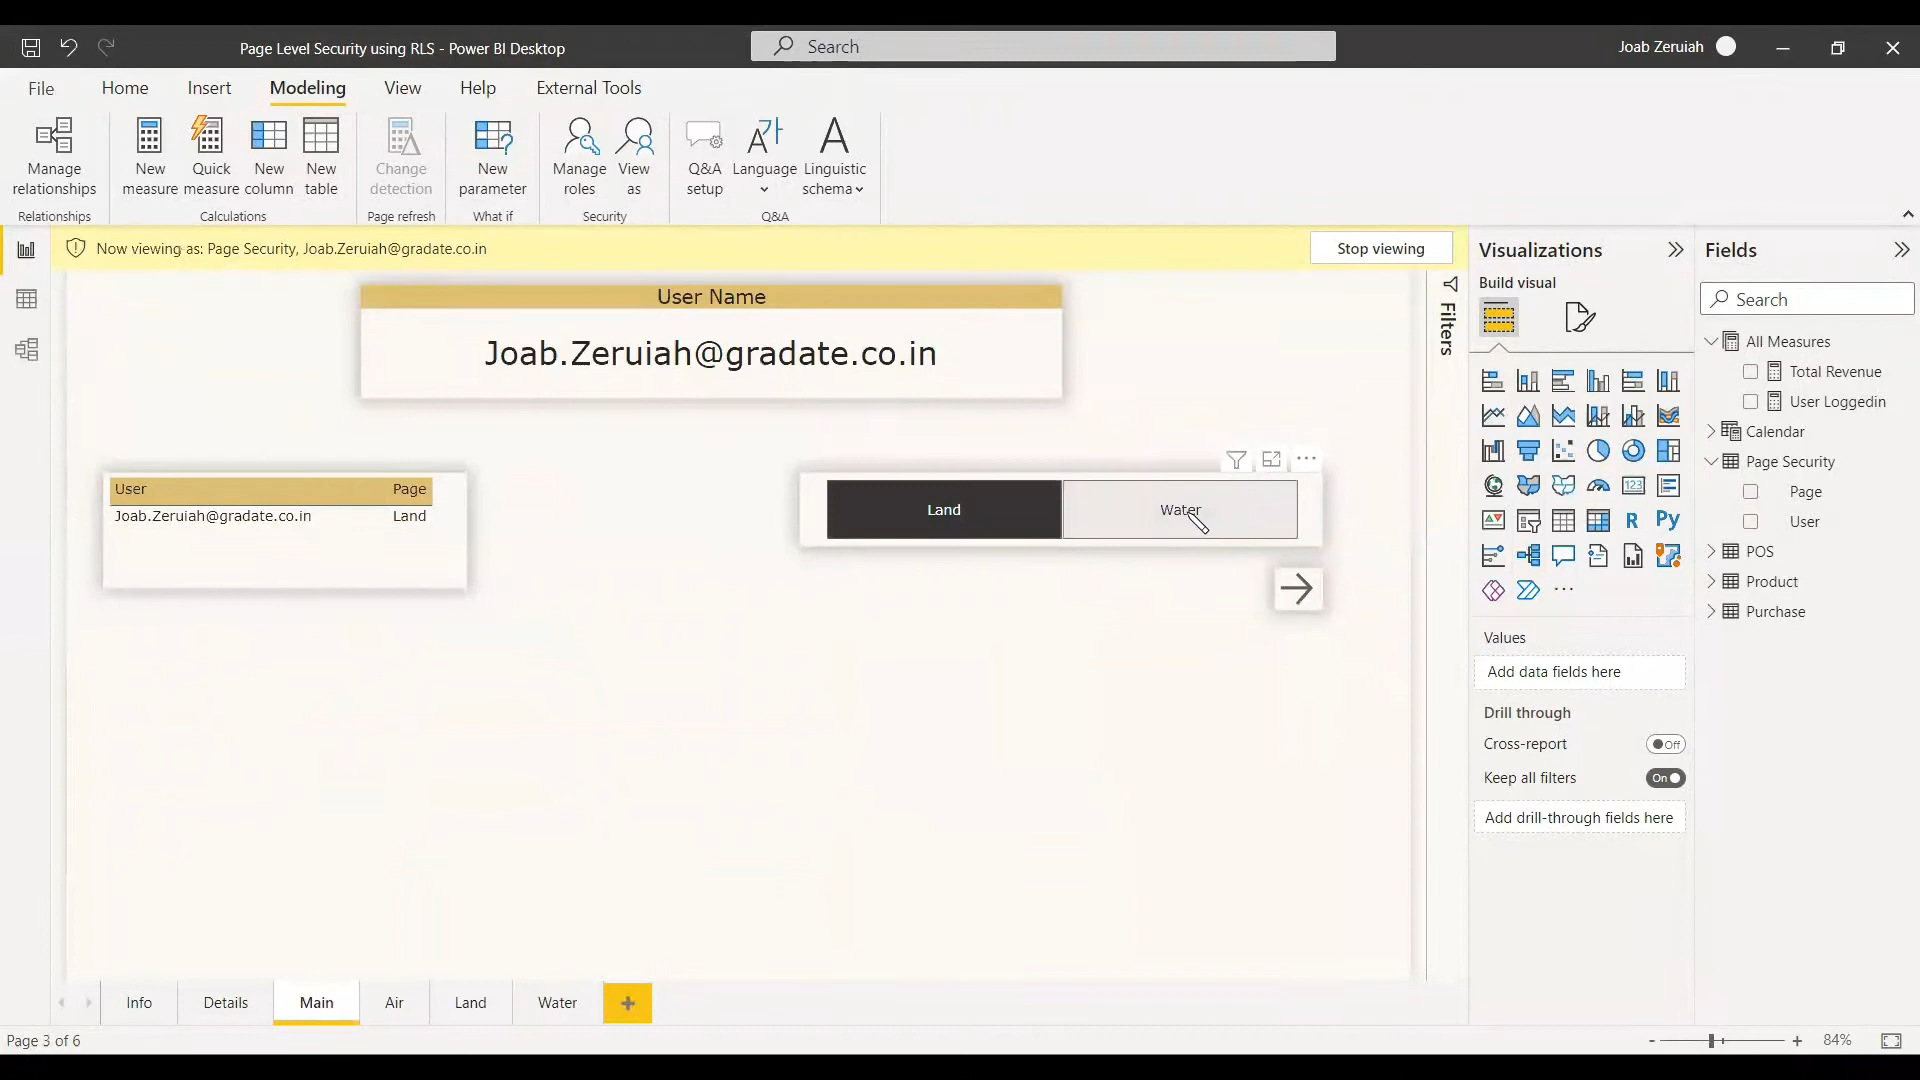 Page Level Security using RLS - Power BI Desktop
Search
Joab Zeruiah
File
Home
Insert
Modeling
View
Help
External Tools
Manage relationships
New measure
Quick measure
New column
New table
Change detection
New parameter
Manage roles
View as
Q&A setup
Language
Linguistic schema
Relationships
Calculations
Page refresh
What if
Security
Q&A
Now viewing as: Page Security, Joab.Zeruiah@gradate.co.in
Stop viewing
User Name
Joab.Zeruiah@gradate.co.in
User Page
Joab.Zeruiah@gradate.co.in Land
Land
Water
Filters
Visualizations
Build visual
123
R
Py
Values
Add data fields here
Drill through
Cross-report
Off
Keep all filters
On
Add drill-through fields here
Fields
Search
All Measures
Total Revenue
User Loggedin
Calendar
Page Security
Page
User
POS
Product
Purchase
Info
Details
Main
Air
Land
Water
Page 3 of 6
84%